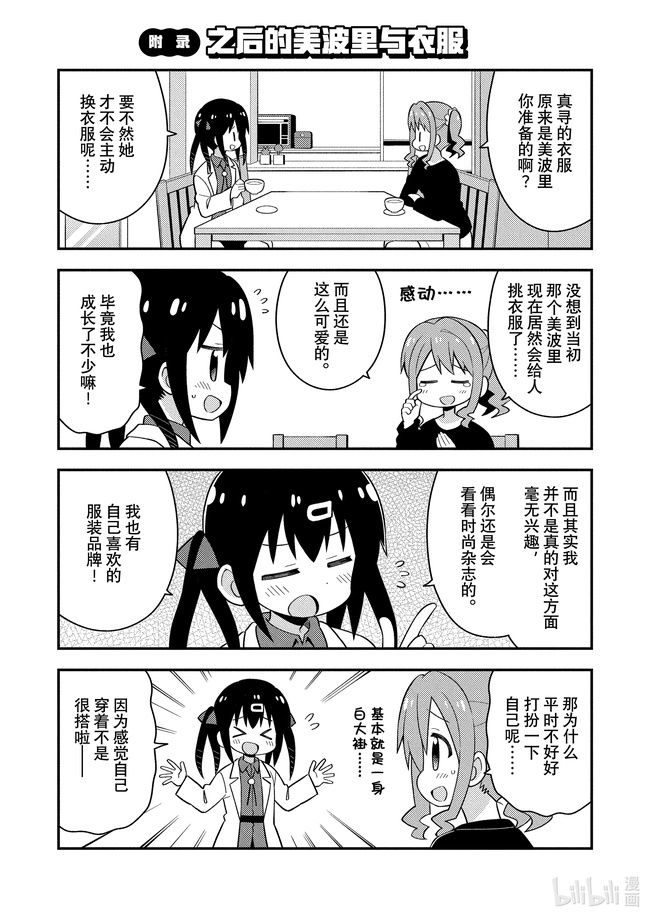 附录 之后的美波里与衣服
真寻的衣服
原来是美波里
你准备的啊？
要不然她
才不会主动
换衣服呢……
没想到当初
那个美波里
现在居然会给人
挑衣服了……
感动……
而且还是
这么可爱的。
毕竟我也
成长了不少嘛！
而且其实我
并不是真的对这方面
毫无兴趣，
偶尔还是会
看看时尚杂志的。
我也有
自己喜欢的
服装品牌！
那为什么
平时不好好
打扮一下
自己呢……
基本就是一身
白大褂……
因为感觉自己
穿着不是
很搭啦——
bilibili 漫画